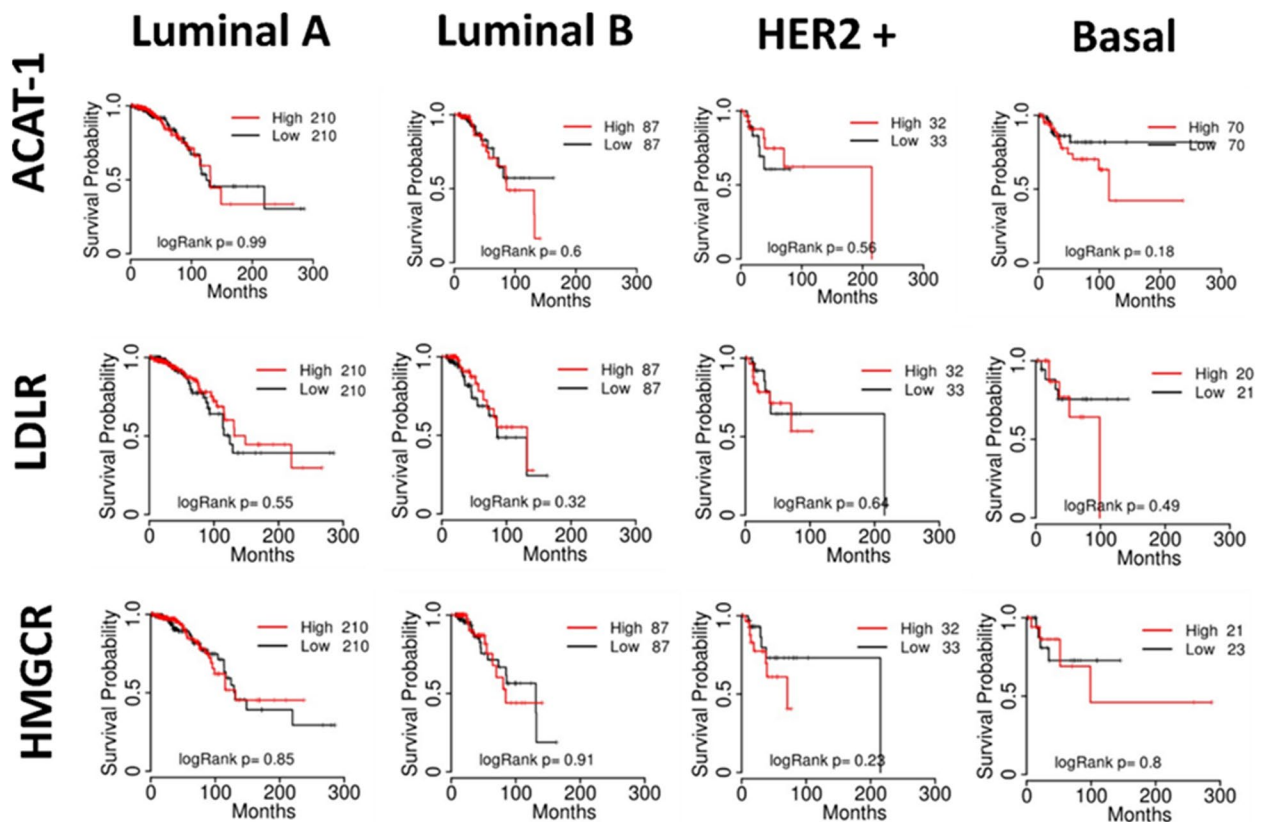 Luminal A
Luminal B
HER2 +
Basal
ACAT-1
Survival Probability
1.0
0.5
0
High 210
Low 210
logRank p= 0.99
0 100 200 300
Months
Survival Probability
1.0
0.5
0
High 87
Low 87
logRank p= 0.6
0 100 200 300
Months
Survival Probability
1.0
0.5
0
High 32
Low 33
logRank p= 0.56
0 100 200 300
Months
Survival Probability
1.0
0.5
0
High 70
Low 70
logRank p= 0.18
0 100 200 300
Months
LDLR
Survival Probability
1.0
0.5
0
High 210
Low 210
logRank p= 0.55
0 100 200 300
Months
Survival Probability
1.0
0.5
0
High 87
Low 87
logRank p= 0.32
0 100 200 300
Months
Survival Probability
1.0
0.5
0
High 32
Low 33
logRank p= 0.64
0 100 200 300
Months
Survival Probability
1.0
0.5
0
High 20
Low 21
logRank p= 0.49
0 100 200 300
Months
HMGCR
Survival Probability
1.0
0.5
0
High 210
Low 210
logRank p= 0.85
0 100 200 300
Months
Survival Probability
1.0
0.5
0
High 87
Low 87
logRank p= 0.91
0 100 200 300
Months
Survival Probability
1.0
0.5
0
High 32
Low 33
logRank p= 0.23
0 100 200 300
Months
Survival Probability
1.0
0.5
0
High 21
Low 23
logRank p= 0.8
0 100 200 300
Months